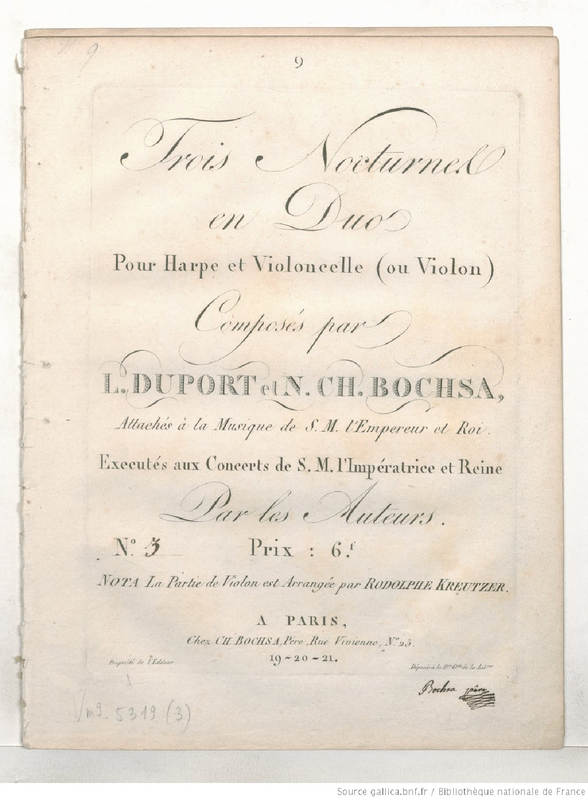 9
9
Trois Nocturnes
en Duo
Pour Harpe et Violoncelle (ou Violon)
Composés par
L. DUPORT et N. CH. BOCHSA,
Attachés à la Musique de S. M. l'Empereur et Roi.
Executés aux Concerts de S. M. l'Impératrice et Reine
Par les Auteurs.
N.o 3 Prix : 6.f
NOTA La Partie de Violon est Arrangée par RODOLPHE KREUTZER.
A PARIS,
Chez CH. BOCHSA, Père, Rue Vivienne, N.o 25.
Propriété de l'Editeur
19-20-21.
Déposée à la
Bochsa père
Vm9. 5319 (3)
Source gallica.bnf.fr / Bibliothèque nationale de France